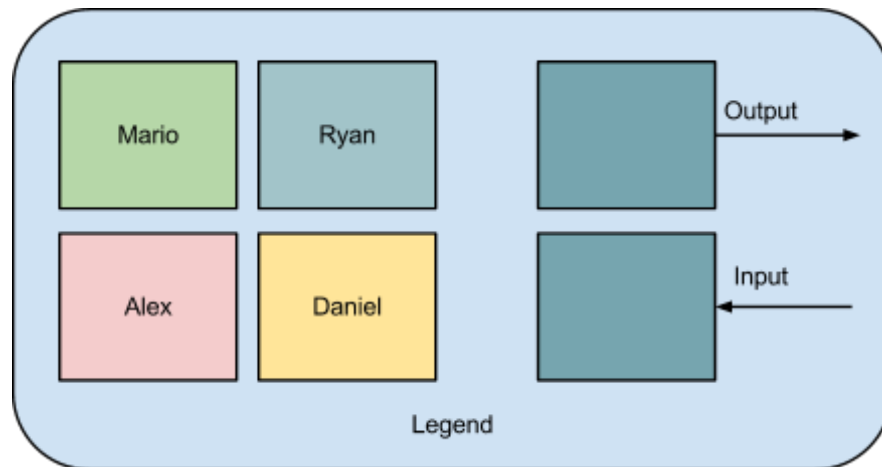 Mario
Ryan
Output
Alex
Daniel
Input
Legend